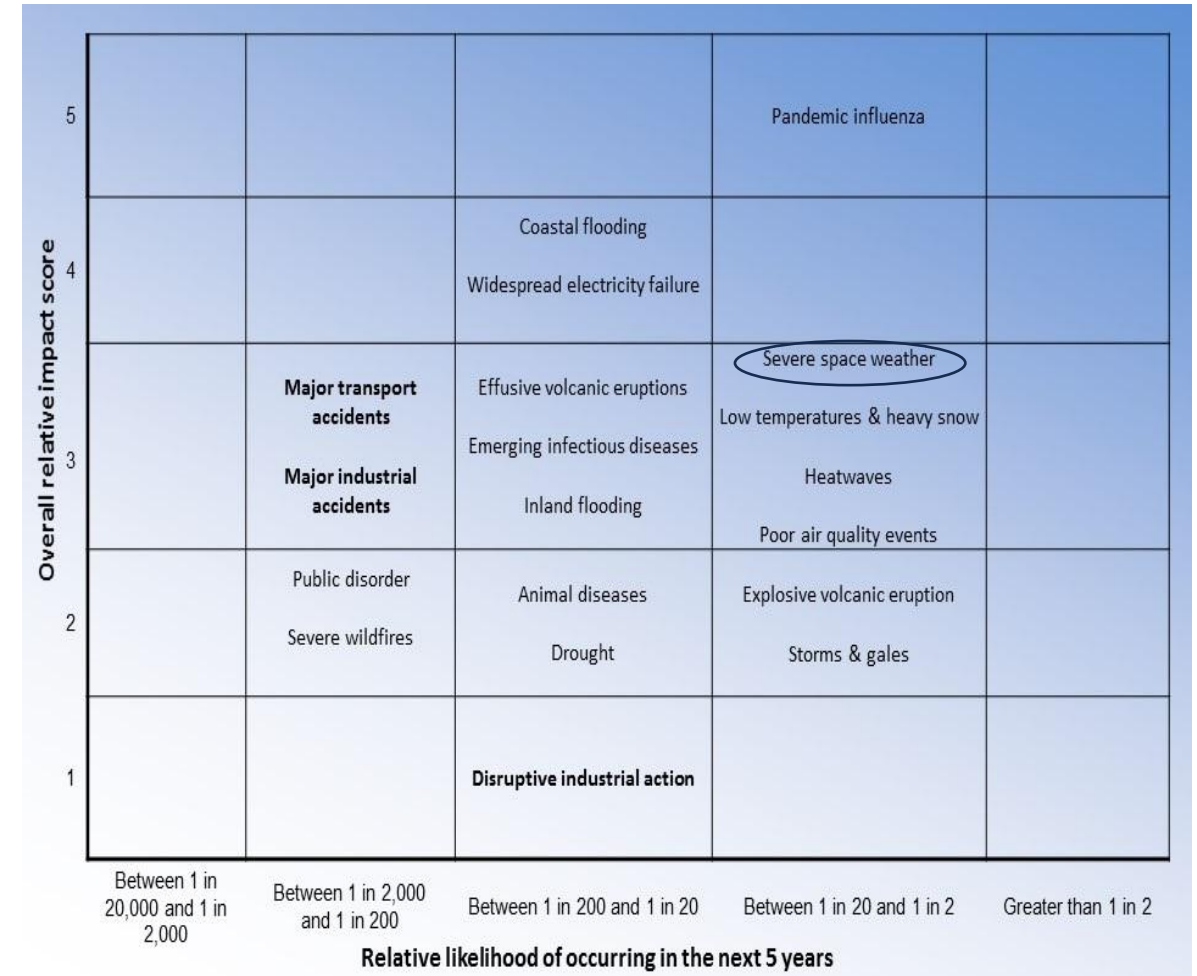 Overall relative impact score
5
Pandemic influenza
4
Coastal flooding
Widespread electricity failure
3
Major transport
accidents
Major industrial
accidents
Effusive volcanic eruptions
Emerging infectious diseases
Inland flooding
Severe space weather
Low temperatures & heavy snow
Heatwaves
Poor air quality events
2
Public disorder
Severe wildfires
Animal diseases
Drought
Explosive volcanic eruption
Storms & gales
1
Disruptive industrial action
Between 1 in
20,000 and 1 in
2,000
Between 1 in 2,000
and 1 in 200
Between 1 in 200 and 1 in 20
Between 1 in 20 and 1 in 2
Greater than 1 in 2
Relative likelihood of occurring in the next 5 years